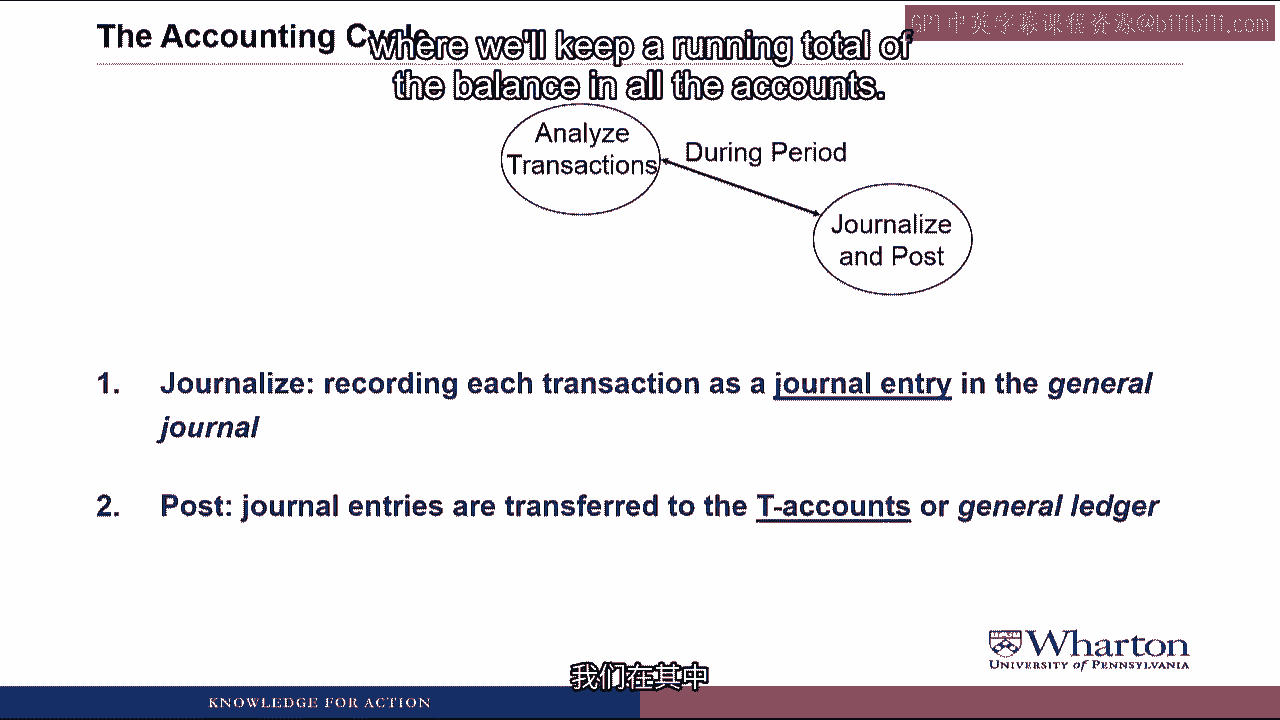 The Accounting Cycle
GPT中英字幕课程资源@bilibili.com
where we'll keep a running total of
the balance in all the accounts.
Analyze
Transactions
During Period
Journalize
and Post
1. Journalize: recording each transaction as a journal entry in the general
journal
2. Post: journal entries are transferred to the T-accounts or general ledger
Wharton
UNIVERSITY of PENNSYLVANIA
我们在其中
KNOWLEDGE FOR ACTION